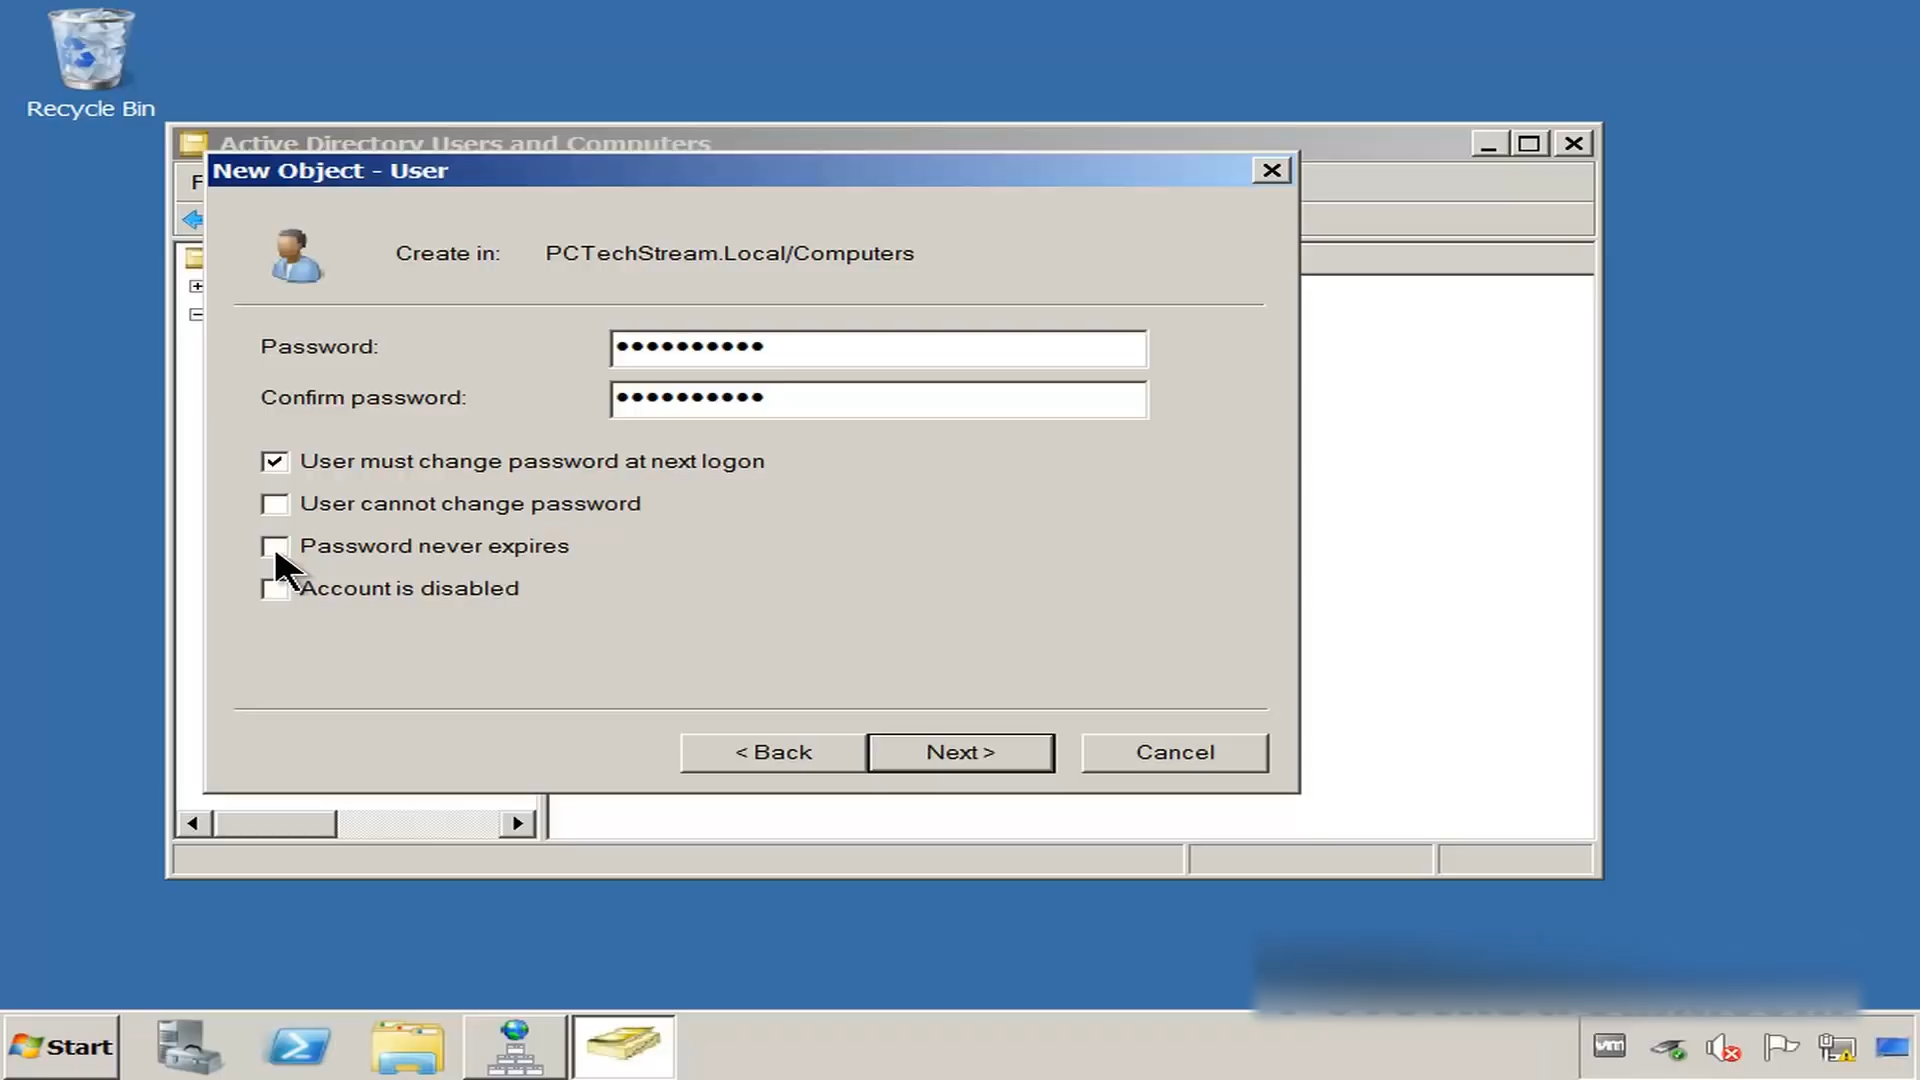 Recycle Bin
Active Directory Users and Computers
New Object - User
F
Create in: PCTechStream.Local/Computers
Password: ●●●●●●●●●●
Confirm password: ●●●●●●●●●●
User must change password at next logon
User cannot change password
Password never expires
Account is disabled
< Back Next > Cancel
Start
vm